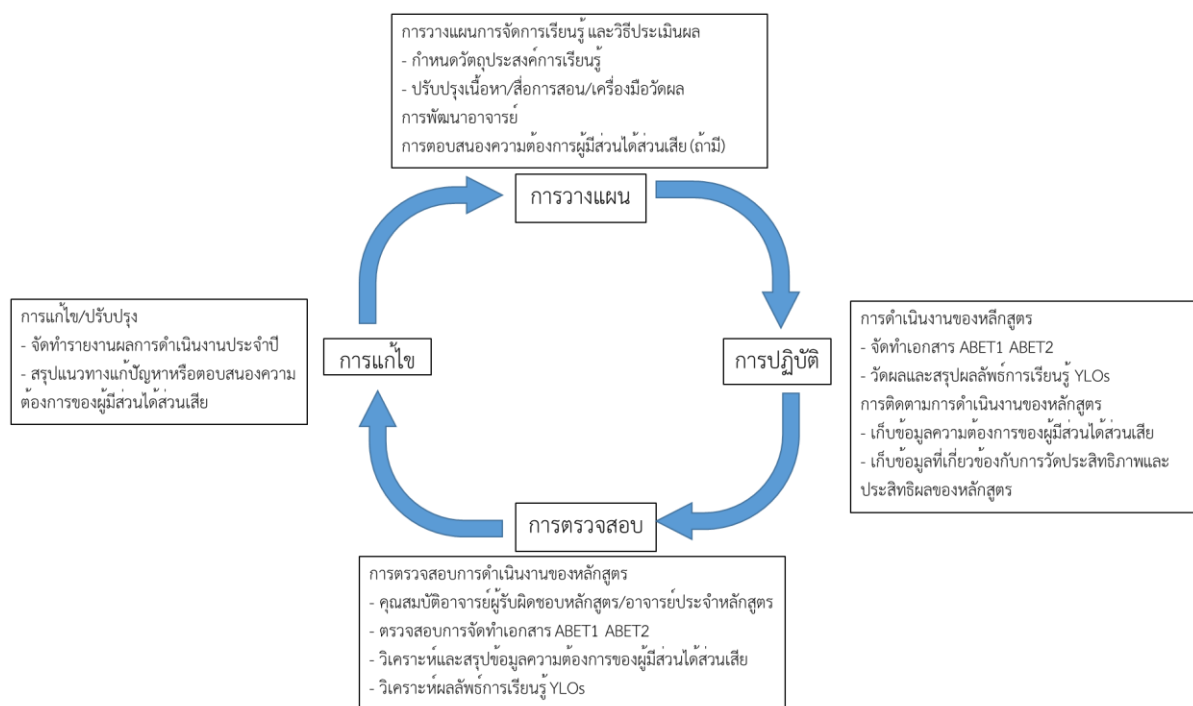 การวางแผนการจัดการเรียนรู้ และวิธีประเมินผล
- กำหนดวัตถุประสงค์การเรียนรู้
- ปรับปรุงเนื้อหา/สื่อการสอน/เครื่องมือวัดผล
การพัฒนาอาจารย์
การตอบสนองความต้องการผู้มีส่วนได้ส่วนเสีย (ถ้ามี)
การวางแผน
การแก้ไข/ปรับปรุง
- จัดทำรายงานผลการดำเนินงานประจำปี
- สรุปแนวทางแก้ปัญหาหรือตอบสนองความ
ต้องการของผู้มีส่วนได้ส่วนเสีย
การแก้ไข
การปฏิบัติ
การดำเนินงานของหลักสูตร
- จัดทำเอกสาร ABET1 ABET2
- วัดผลและสรุปผลลัพธ์การเรียนรู้ YLOs
การติดตามการดำเนินงานของหลักสูตร
- เก็บข้อมูลความต้องการของผู้มีส่วนได้ส่วนเสีย
- เก็บข้อมูลที่เกี่ยวข้องกับการวัดประสิทธิภาพและ
ประสิทธิผลของหลักสูตร
การตรวจสอบ
การตรวจสอบการดำเนินงานของหลักสูตร
- คุณสมบัติอาจารย์ผู้รับผิดชอบหลักสูตร/อาจารย์ประจำหลักสูตร
- ตรวจสอบการจัดทำเอกสาร ABET1 ABET2
- วิเคราะห์และสรุปข้อมูลความต้องการของผู้มีส่วนได้ส่วนเสีย
- วิเคราะห์ผลลัพธ์การเรียนรู้ YLOs